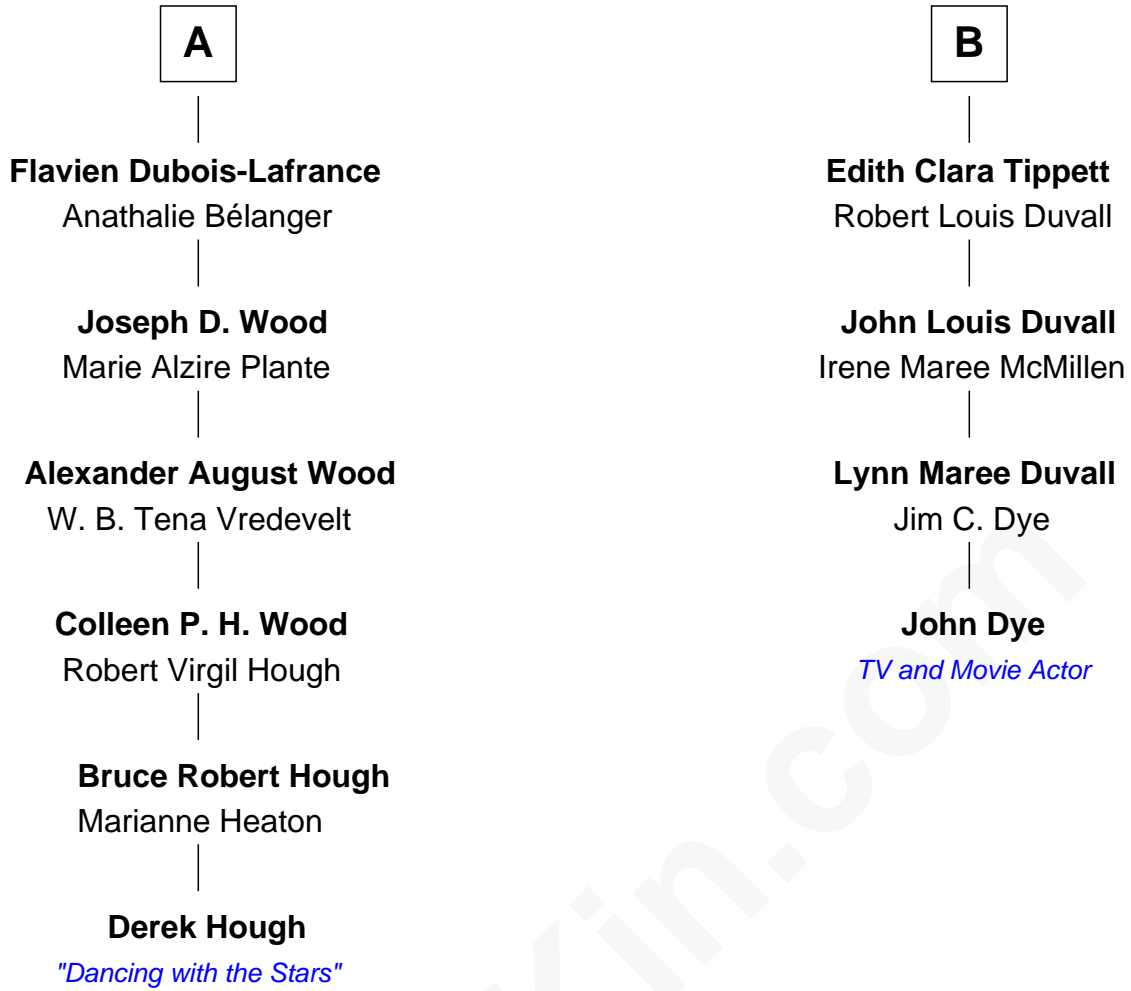 A
Flavien Dubois-Lafrance
Anathalie Bélanger
Joseph D. Wood
Marie Alzire Plante
Alexander August Wood
W. B. Tena Vredevelt
Colleen P. H. Wood
Robert Virgil Hough
Bruce Robert Hough
Marianne Heaton
Derek Hough
"Dancing with the Stars"
B
Edith Clara Tippett
Robert Louis Duvall
John Louis Duvall
Irene Maree McMillen
Lynn Maree Duvall
Jim C. Dye
John Dye
TV and Movie Actor
Kin.com